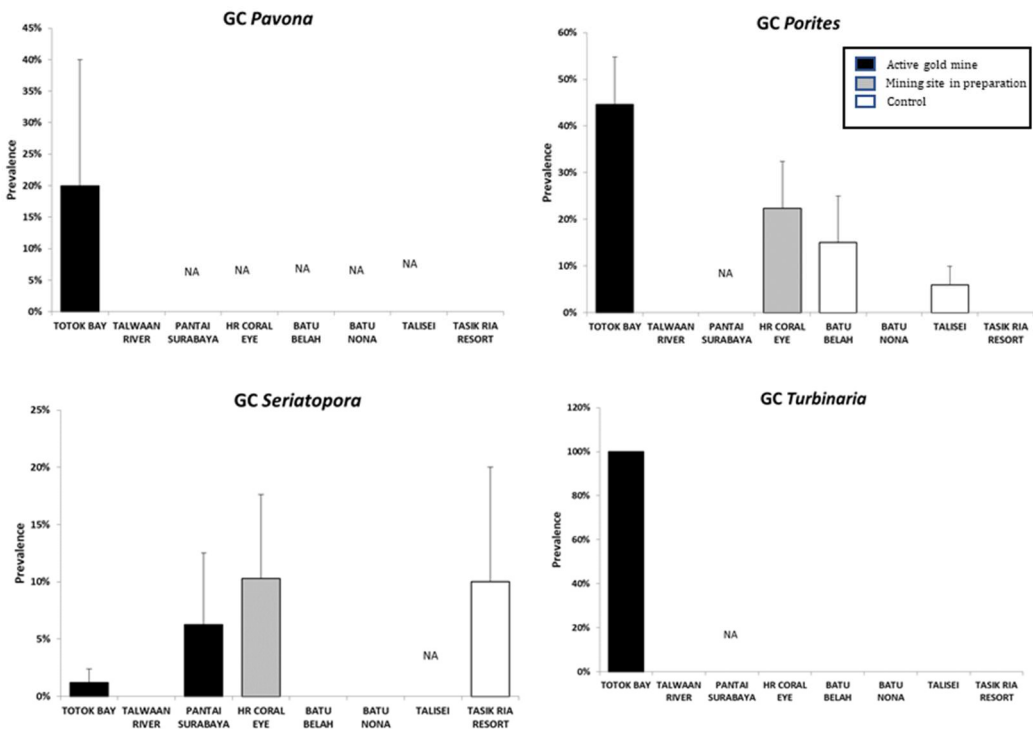 GC Pavona
45%
40%
35%
30%
25%
20%
15%
10%
5%
0%
Prevalence
NA NA NA NA NA
TOTOK BAY TALWAAN RIVER PANTAI SURABAYA HR CORAL EYE BATU BELAH BATU NONA TALISEI TASIK RIA RESORT
GC Porites
60%
50%
40%
30%
20%
10%
0%
Prevalence
Active gold mine
Mining site in preparation
Control
NA
TOTOK BAY TALWAAN RIVER PANTAI SURABAYA HR CORAL EYE BATU BELAH BATU NONA TALISEI TASIK RIA RESORT
GC Seriatopora
25%
20%
15%
10%
5%
0%
Prevalence
NA
TOTOK BAY TALWAAN RIVER PANTAI SURABAYA HR CORAL EYE BATU BELAH BATU NONA TALISEI TASIK RIA RESORT
GC Turbinaria
120%
100%
80%
60%
40%
20%
0%
Prevalence
NA
TOTOK BAY TALWAAN RIVER PANTAI SURABAYA HR CORAL EYE BATU BELAH BATU NONA TALISEI TASIK RIA RESORT